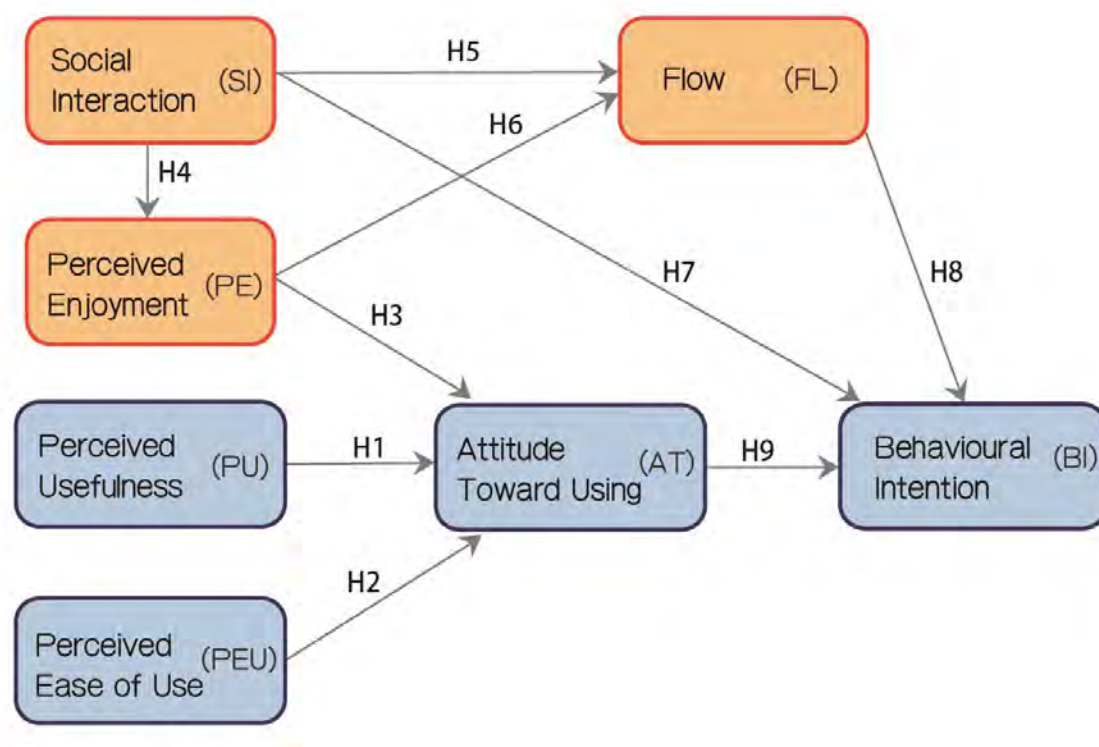 Social
Interaction (SI)
H5
Flow (FL)
H6
H4
Perceived
Enjoyment (PE)
H7
H8
H3
Perceived
Usefulness (PU)
H1
Attitude
Toward Using (AT)
H9
Behavioural
Intention (BI)
H2
Perceived
Ease of Use (PEU)